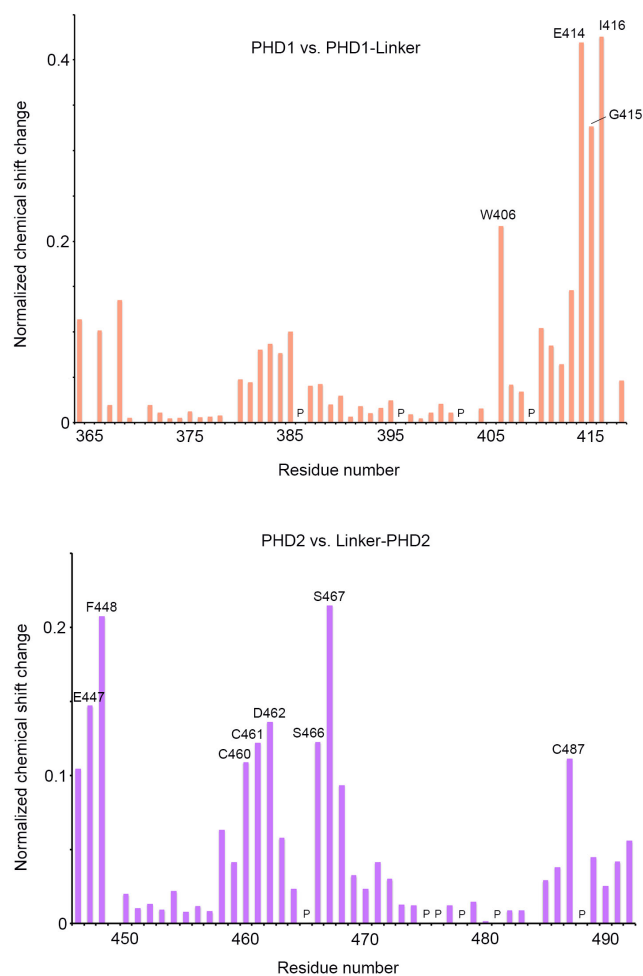 PHD1 vs. PHD1-Linker
Normalized chemical shift change
0.4
0.2
0
E414
I416
G415
W406
P P P P
365 375 385 395 405 415
Residue number
PHD2 vs. Linker-PHD2
Normalized chemical shift change
0.2
0.1
0
F448
E447
S467
D462
C461
C460
S466
C487
P P P P P P
450 460 470 480 490
Residue number